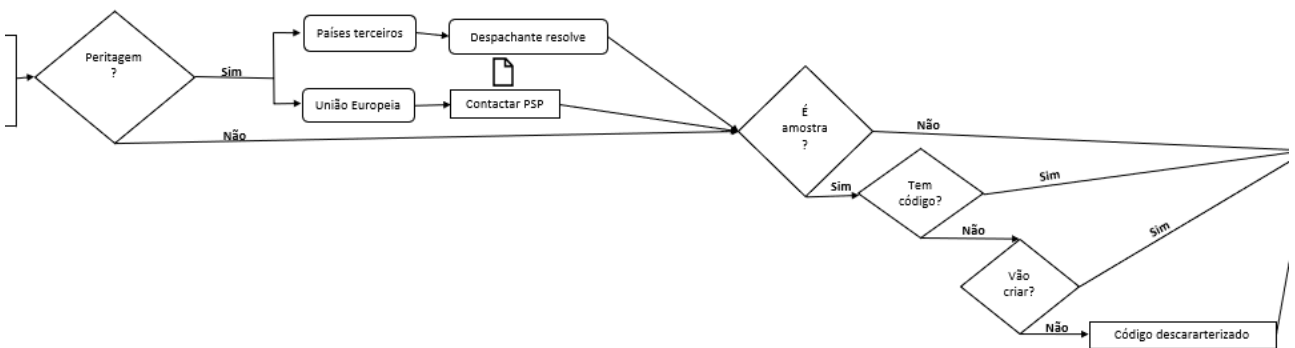 Peritagem
?
Sim
Países terceiros
Despachante resolve
União Europeia
Contactar PSP
Não
É
amostra
?
Não
Sim
Tem
código?
Sim
Não
Vão
criar?
Sim
Não
Código descararterizado